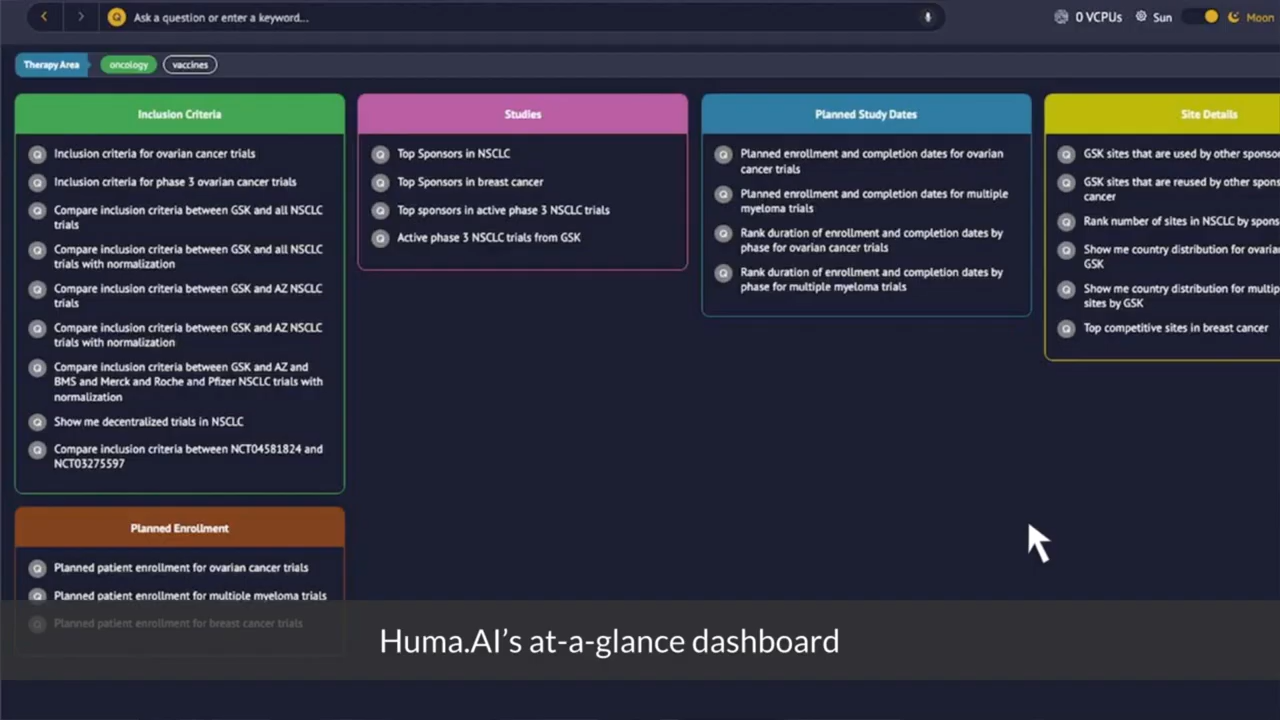 Ask a question or enter a keyword...
0 VCPUs
Sun
Moon
Therapy Area
oncology
vaccines
Inclusion Criteria
Inclusion criteria for ovarian cancer trials
Inclusion criteria for phase 3 ovarian cancer trials
Compare inclusion criteria between GSK and all NSCLC
trials
Compare inclusion criteria between GSK and all NSCLC
trials with normalization
Compare inclusion criteria between GSK and AZ NSCLC
trials
Compare inclusion criteria between GSK and AZ NSCLC
trials with normalization
Compare inclusion criteria between GSK and AZ and
BMS and Merck and Roche and Pfizer NSCLC trials with
normalization
Show me decentralized trials in NSCLC
Compare inclusion criteria between NCT04581824 and
NCT03275597
Studies
Top Sponsors in NSCLC
Top Sponsors in breast cancer
Top sponsors in active phase 3 NSCLC trials
Active phase 3 NSCLC trials from GSK
Planned Study Dates
Planned enrollment and completion dates for ovarian
cancer trials
Planned enrollment and completion dates for multiple
myeloma trials
Rank duration of enrollment and completion dates by
phase for ovarian cancer trials
Rank duration of enrollment and completion dates by
phase for multiple myeloma trials
Site Details
GSK sites that are used by other sponso
GSK sites that are reused by other spons
cancer
Rank number of sites in NSCLC by spons
Show me country distribution for ovaria
GSK
Show me country distribution for multip
sites by GSK
Top competitive sites in breast cancer
Planned Enrollment
Planned patient enrollment for ovarian cancer trials
Planned patient enrollment for multiple myeloma trials
Planned patient enrollment for breast cancer trials
Huma.AI's at-a-glance dashboard